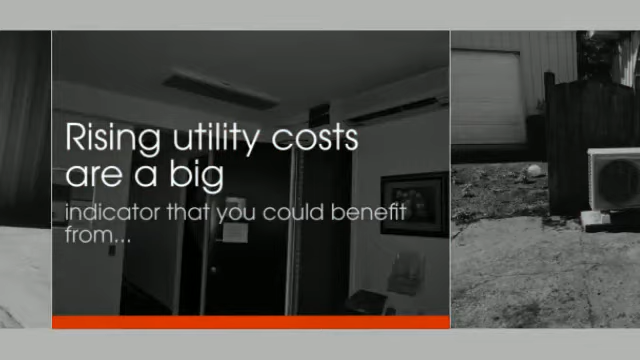 Rising utility costs
are a big
indicator that you could benefit
from...